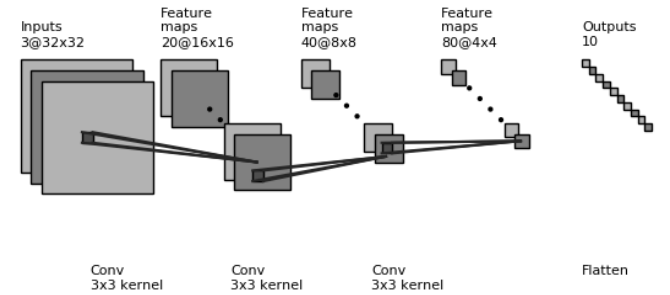 Inputs
3@32x32
Feature
maps
20@16x16
Feature
maps
40@8x8
Feature
maps
80@4x4
Outputs
10
Conv
3x3 kernel
Conv
3x3 kernel
Conv
3x3 kernel
Flatten